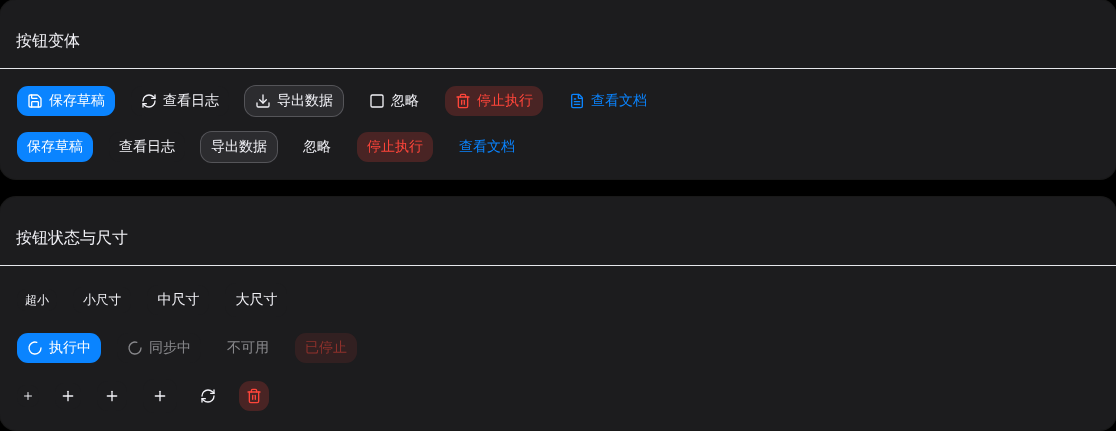 按钮变体
保存草稿 查看日志 导出数据 忽略 停止执行 查看文档
保存草稿 查看日志 导出数据 忽略 停止执行 查看文档
按钮状态与尺寸
超小 小尺寸 中尺寸 大尺寸
执行中 同步中 不可用 已停止